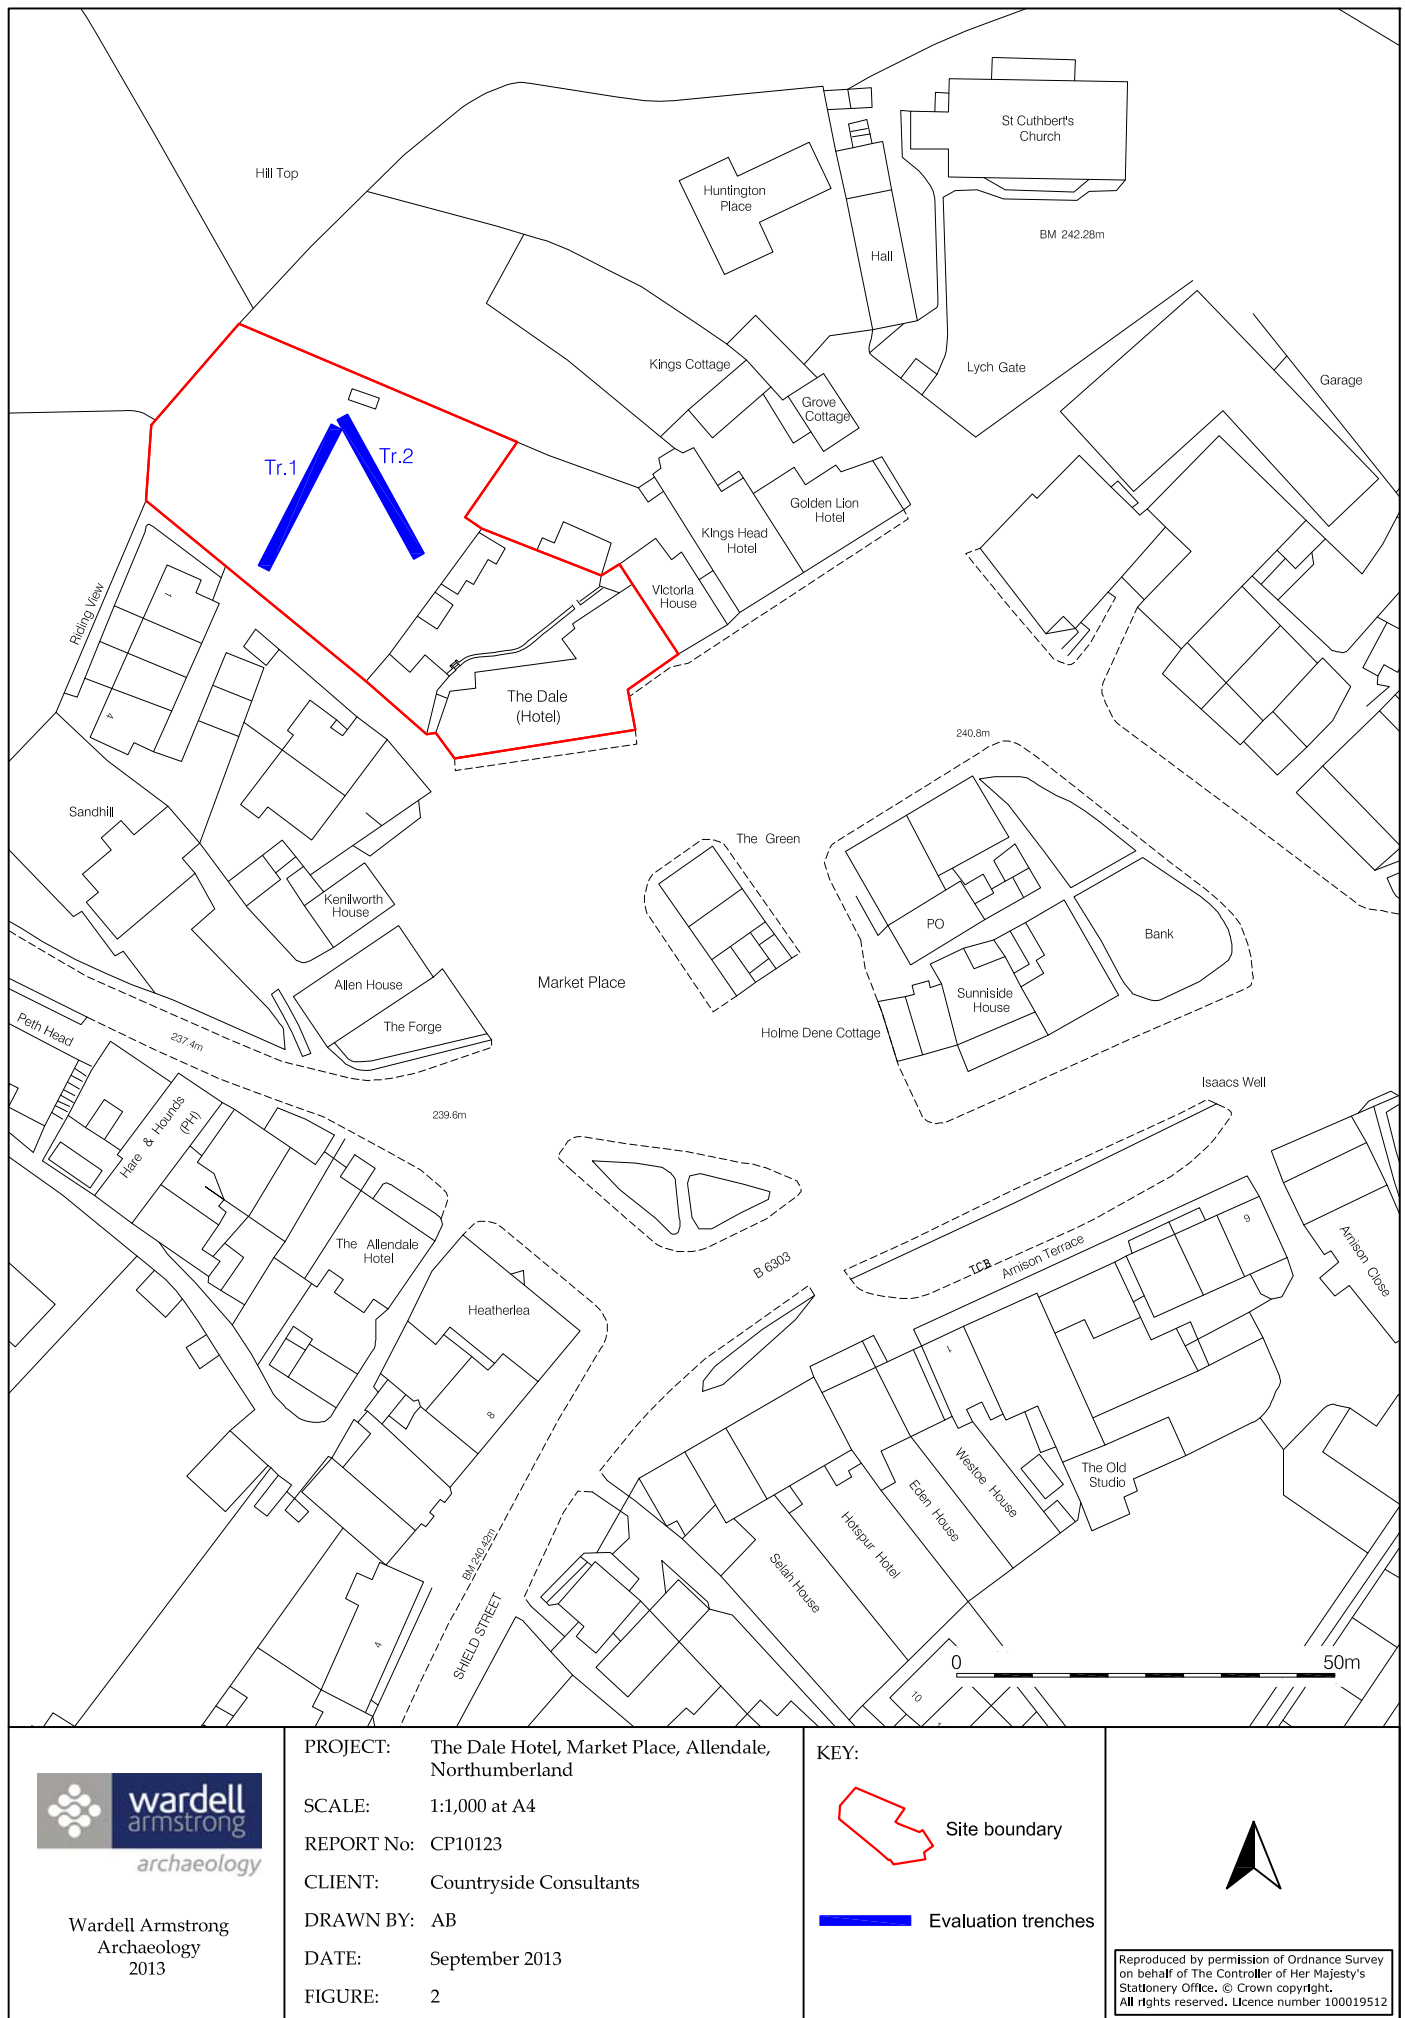 St Cuthbert's
Church
Hill Top
Huntington
Place
BM 242.28m
Hall
Kings Cottage
Lych Gate
Garage
Grove
Cottage
Tr.1
Tr.2
Golden Lion
Hotel
Kings Head
Hotel
Victoria
House
Riding View
1
4
The Dale
(Hotel)
240.8m
Sandhill
The Green
Kenilworth
House
PO
Bank
Allen House
Market Place
Sunniside
House
The Forge
Holme Dene Cottage
Peth Head
237.4m
Isaacs Well
239.6m
Hare & Hounds
(PH)
The Allendale
Hotel
B 6303
TCB
Arnison Terrace
9
Arnison Close
Heatherlea
1
8
Westoe House
The Old
Studio
Eden House
Hotspur Hotel
Selah House
BM 240.42m
SHIELD STREET
4
10
0
50m
wardell
armstrong
archaeology
Wardell Armstrong
Archaeology
2013
PROJECT: The Dale Hotel, Market Place, Allendale,
Northumberland
SCALE: 1:1,000 at A4
REPORT No: CP10123
CLIENT: Countryside Consultants
DRAWN BY: AB
DATE: September 2013
FIGURE: 2
KEY:
Site boundary
Evaluation trenches
Reproduced by permission of Ordnance Survey
on behalf of The Controller of Her Majesty's
Stationery Office. © Crown copyright.
All rights reserved. Licence number 100019512